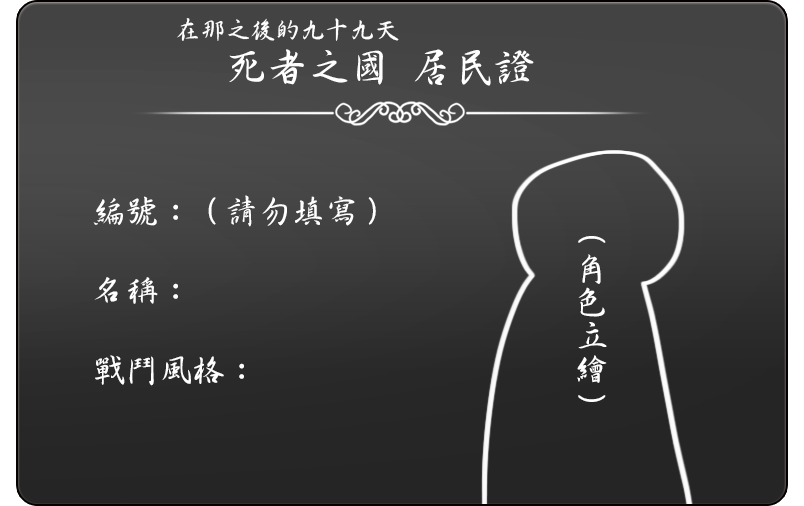 在那之後的九十九天
死者之國 居民證
編號：（請勿填寫）
名稱：
戰鬥風格：
（角色立繪）